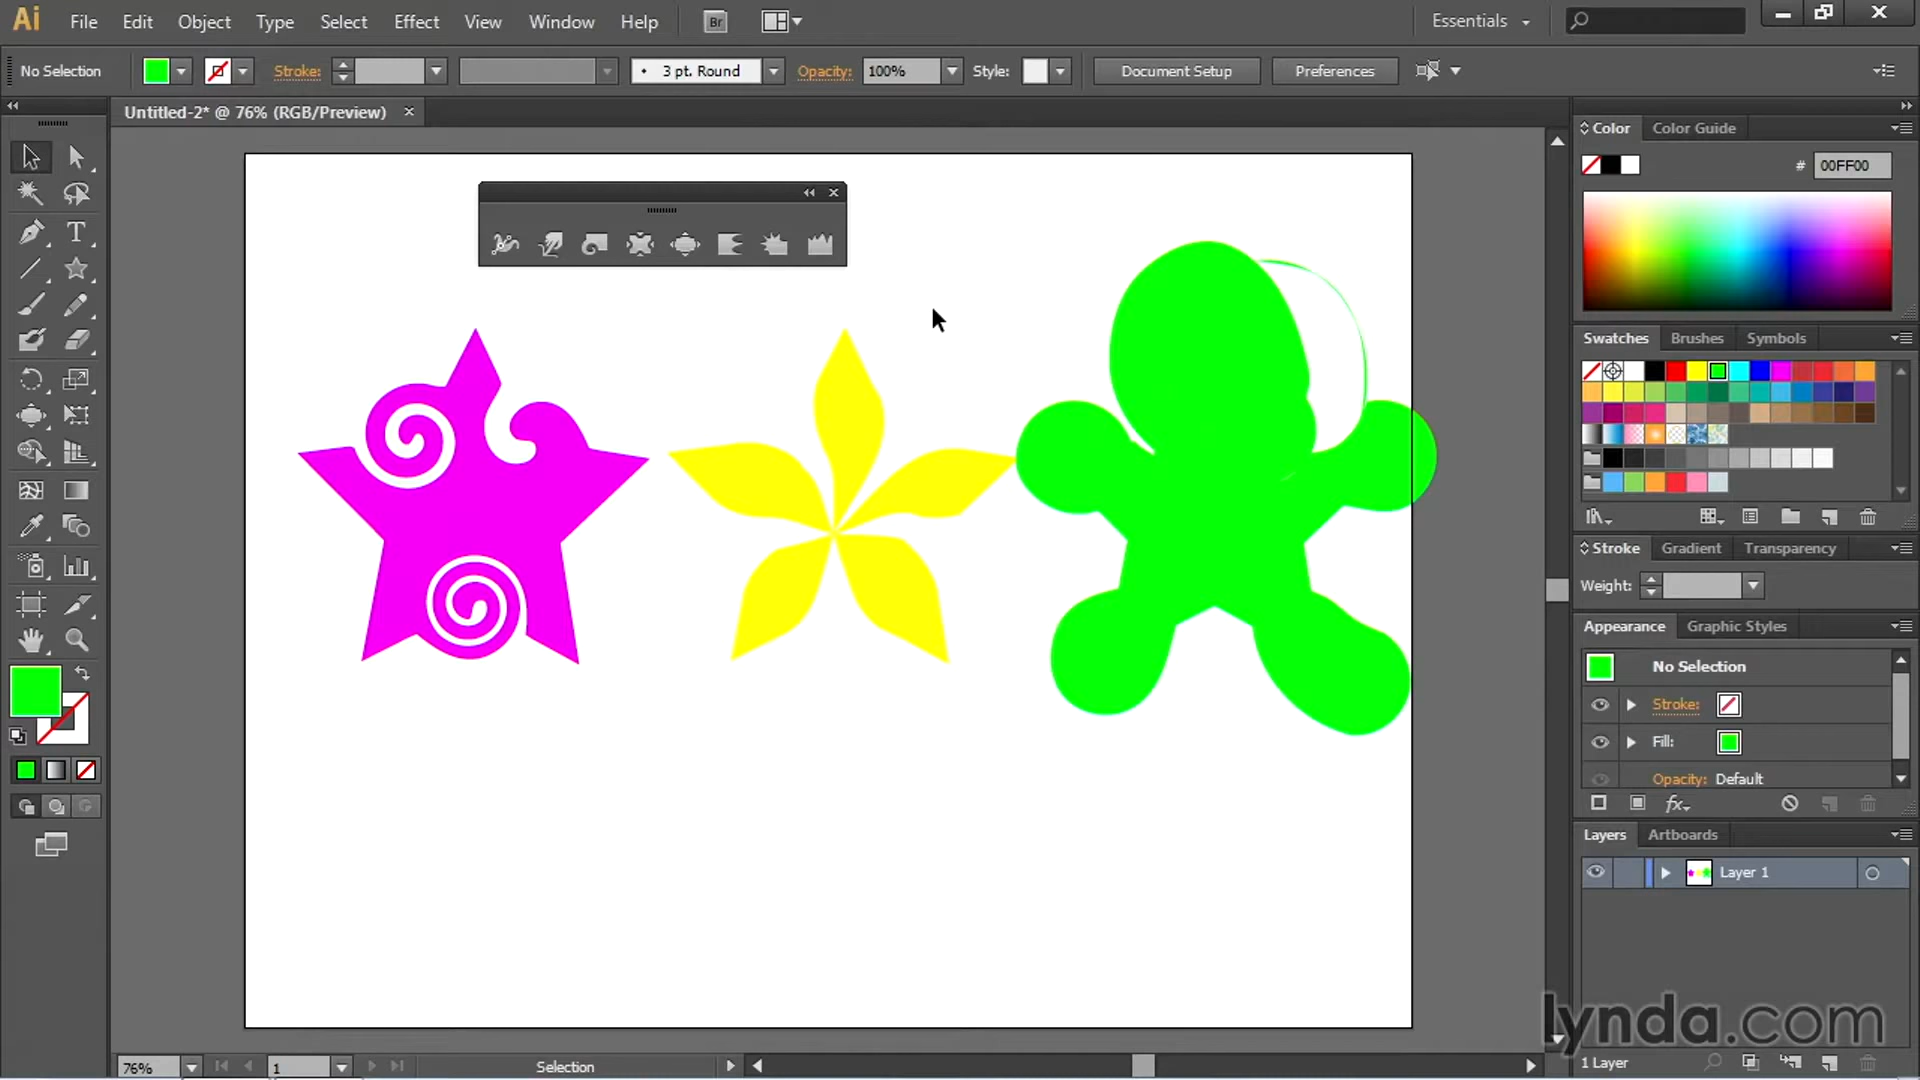 Ai File Edit Object Type Select Effect View Window Help Br Essentials
No Selection Stroke: 3 pt. Round Opacity: 100% Style: Document Setup Preferences
Untitled-2* @ 76% (RGB/Preview)
Color Color Guide
# 00FF00
Swatches Brushes Symbols
Stroke Gradient Transparency
Weight:
Appearance Graphic Styles
No Selection
Stroke:
Fill:
Opacity: Default
fx
Layers Artboards
Layer 1
lynda.com
1 Layer
76% 1 Selection